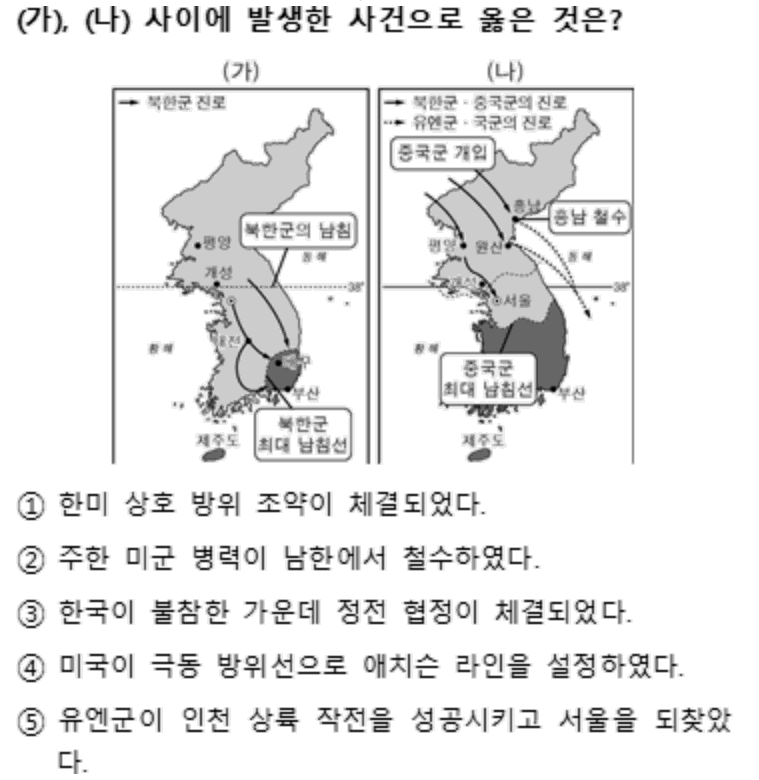 (가), (나) 사이에 발생한 사건으로 옳은 것은?
(가)
북한군 진로
북한군의 남침
평양
동해
개성
38°
대전
황해
부산
북한군
최대 남침선
제주도
(나)
북한군·중국군의 진로
유엔군·국군의 진로
중국군 개입
흥남
흥남 철수
평양
원산
동해
개성
38°
서울
황해
중국군
최대 남침선
부산
제주도
① 한미 상호 방위 조약이 체결되었다.
② 주한 미군 병력이 남한에서 철수하였다.
③ 한국이 불참한 가운데 정전 협정이 체결되었다.
④ 미국이 극동 방위선으로 애치슨 라인을 설정하였다.
⑤ 유엔군이 인천 상륙 작전을 성공시키고 서울을 되찾았
다.